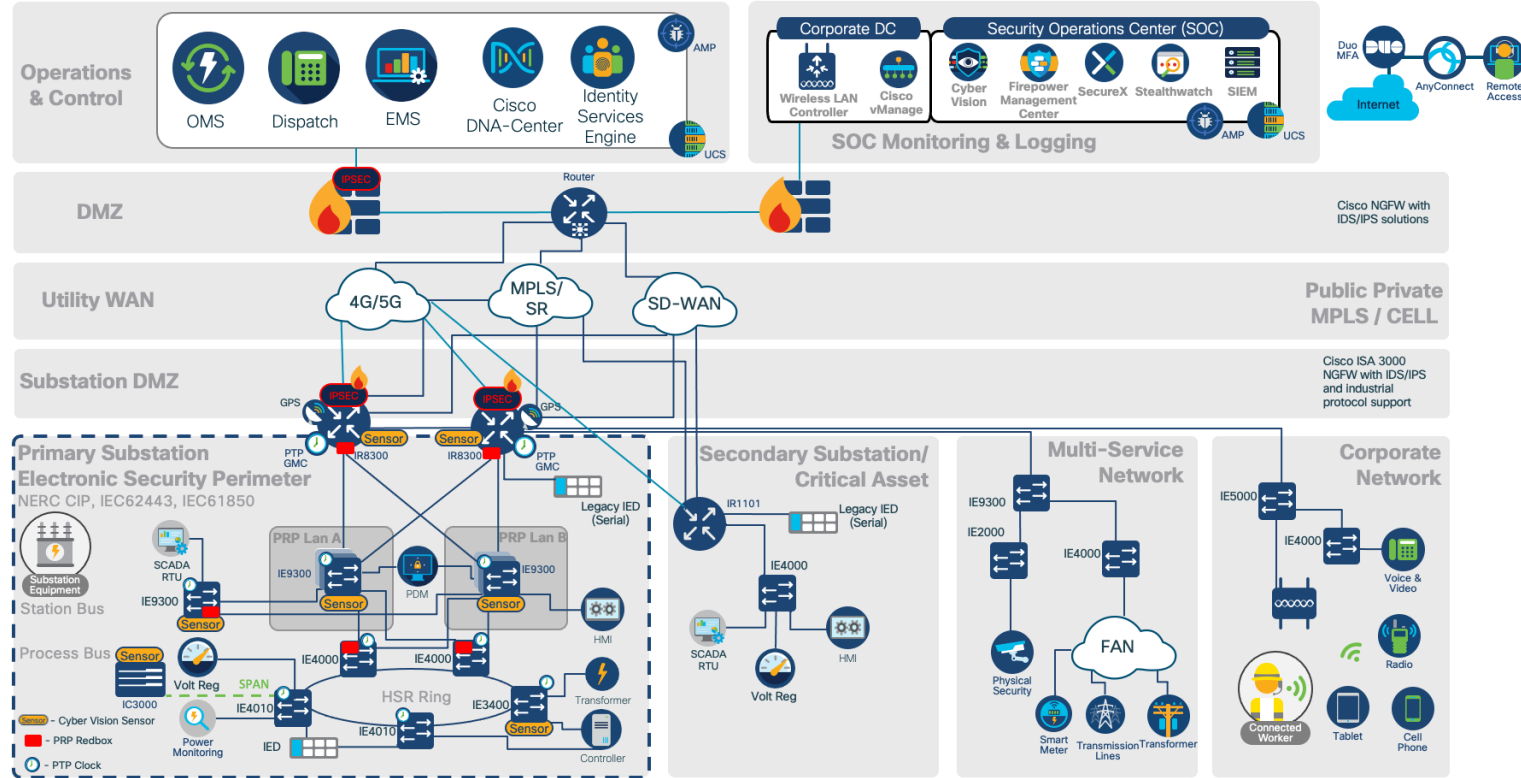 Operations
& Control
OMS
Dispatch
EMS
Cisco
DNA-Center
Identity
Services
Engine
AMP
UCS
Corporate DC
Wireless LAN
Controller
Cisco
vManage
Security Operations Center (SOC)
Cyber
Vision
Firepower
Management
Center
SecureX
Stealthwatch
SIEM
AMP
UCS
SOC Monitoring & Logging
Duo
MFA
Internet
AnyConnect
Remote
Access
DMZ
IPSEC
Router
Cisco NGFW with
IDS/IPS solutions
Utility WAN
4G/5G
MPLS/
SR
SD-WAN
Public Private
MPLS / CELL
Substation DMZ
IPSEC
GPS
IPSEC
GPS
Cisco ISA 3000
NGFW with IDS/IPS
and industrial
protocol support
Primary Substation
Electronic Security Perimeter
NERC CIP, IEC62443, IEC61850
PTP
GMC
Sensor
IR8300
Sensor
IR8300
PTP
GMC
Legacy IED
(Serial)
Substation
Equipment
Station Bus
SCADA
RTU
IE9300
Sensor
PRP Lan A
IE9300
Sensor
PDM
PRP Lan B
IE9300
Sensor
HMI
Process Bus
Sensor
IC3000
Volt Reg
SPAN
IE4000
IE4000
HSR Ring
IE4010
IE3400
Sensor
Transformer
Power
Monitoring
IED
IE4010
Controller
Sensor - Cyber Vision Sensor
- PRP Redbox
- PTP Clock
Secondary Substation/
Critical Asset
IR1101
Legacy IED
(Serial)
IE4000
SCADA
RTU
Volt Reg
HMI
Multi-Service
Network
IE9300
IE2000
IE4000
Physical
Security
FAN
Smart
Meter
Transmission
Lines
Transformer
Corporate
Network
IE5000
IE4000
Voice &
Video
Radio
Connected
Worker
Tablet
Cell
Phone